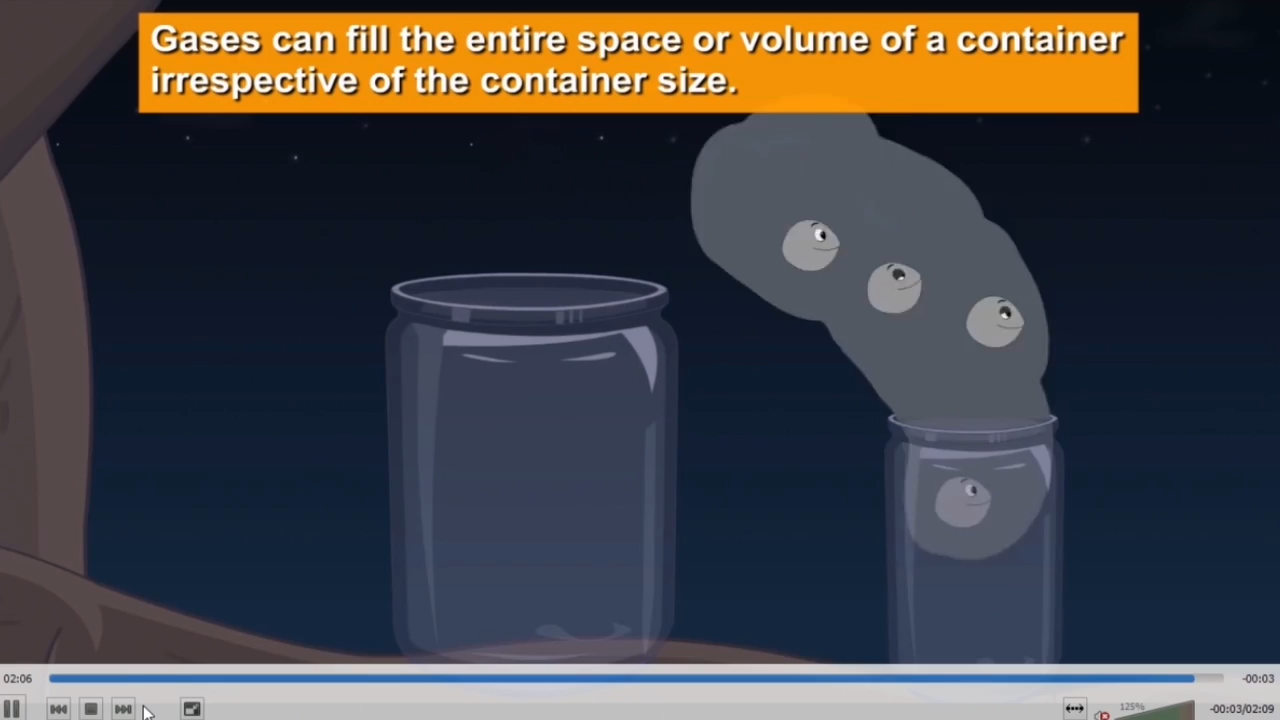 Gases can fill the entire space or volume of a container
irrespective of the container size.
02:06
-00:03
125%
-00:03/02:09